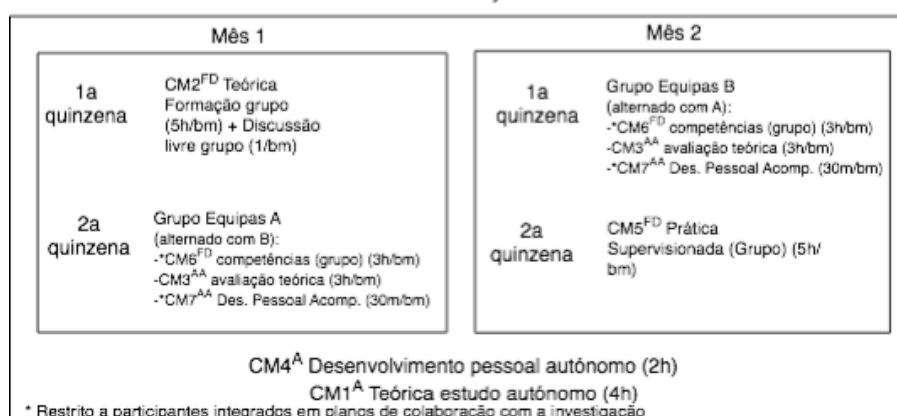 Mês 1
1a
quinzena
CM2FD Teórica
Formação grupo
(5h/bm) + Discussão
livre grupo (1/bm)
2a
quinzena
Grupo Equipas A
(alternado com B):
-*CM6FD competências (grupo) (3h/bm)
-CM3AA avaliação teórica (3h/bm)
-*CM7AA Des. Pessoal Acomp. (30m/bm)
Mês 2
1a
quinzena
Grupo Equipas B
(alternado com A):
-*CM6FD competências (grupo) (3h/bm)
-CM3AA avaliação teórica (3h/bm)
-*CM7AA Des. Pessoal Acomp. (30m/bm)
2a
quinzena
CM5FD Prática
Supervisionada (Grupo) (5h/
bm)
CM4A Desenvolvimento pessoal autónomo (2h)
CM1A Teórica estudo autónomo (4h)
* Restrito a participantes integrados em planos de colaboração com a investigação